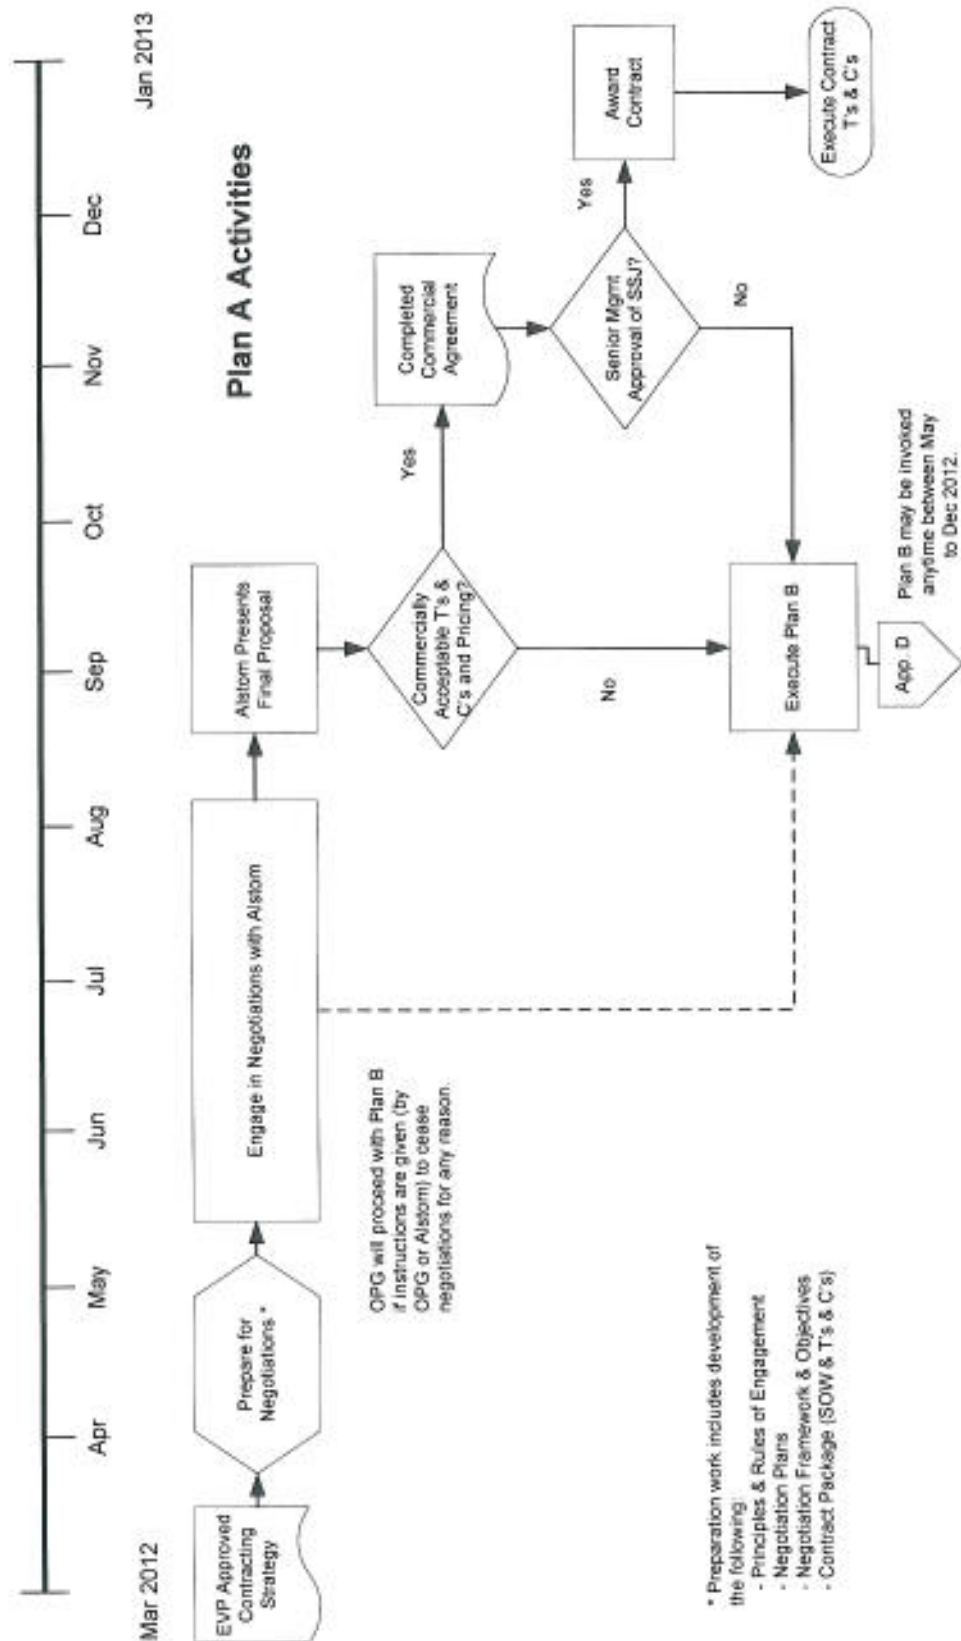 Mar 2012
Apr
May
Jun
Jul
Aug
Sep
Oct
Nov
Dec
Jan 2013
Plan A Activities
EVP Approved
Contracting
Strategy
Prepare for
Negotiations *
Engage in Negotiations with Alstom
Alstom Presents
Final Proposal
Commercially
Acceptable T's &
C's and Pricing?
Yes
No
Completed
Commercial
Agreement
Senior Mgmt
Approval of SSJ?
Yes
No
Award
Contract
Execute Contract
T's & C's
OPG will proceed with Plan B
if instructions are given (by
OPG or Alstom) to cease
negotiations for any reason.
Execute Plan B
App. D
Plan B may be invoked
anytime between May
to Dec 2012.
* Preparation work includes development of
the following:
- Principles & Rules of Engagement
- Negotiation Plans
- Negotiation Framework & Objectives
- Contract Package (SOW & T's & C's)